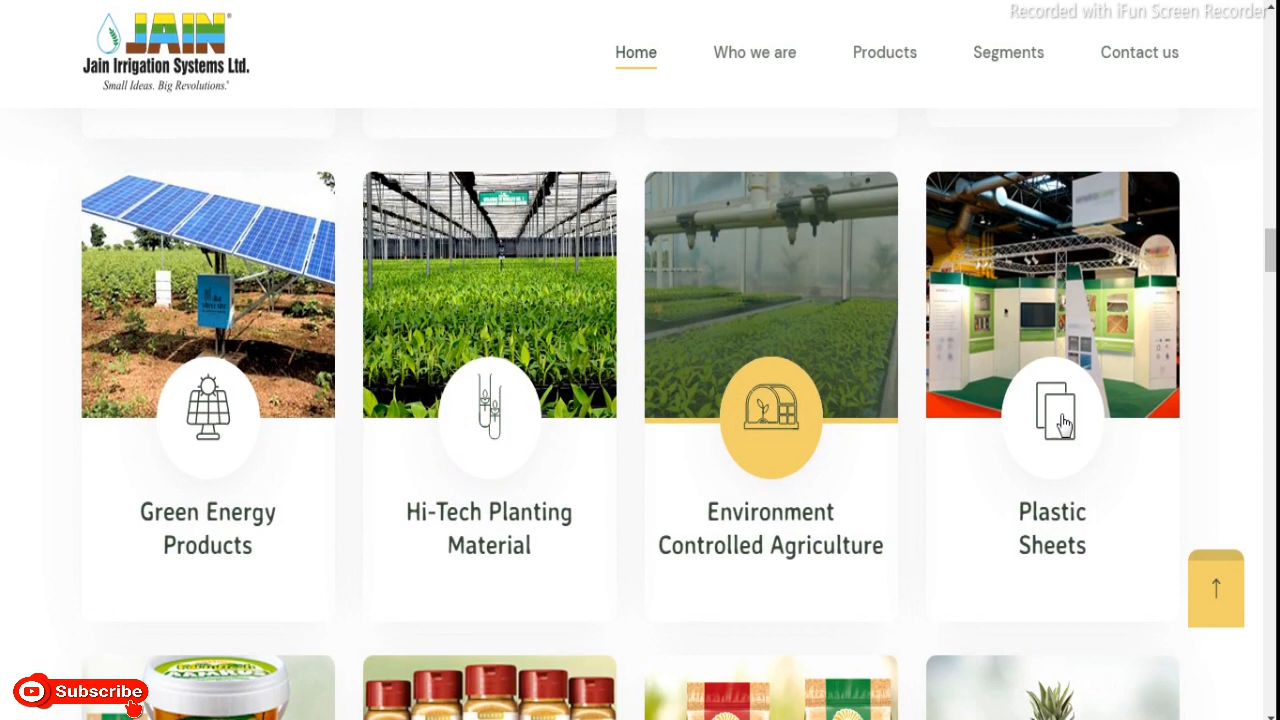 Recorded with iFun Screen Recorder
JAIN®
Jain Irrigation Systems Ltd.
Small Ideas. Big Revolutions.®
Home
Who we are
Products
Segments
Contact us
Green Energy
Products
Hi-Tech Planting
Material
Environment
Controlled Agriculture
Plastic
Sheets
Subscribe